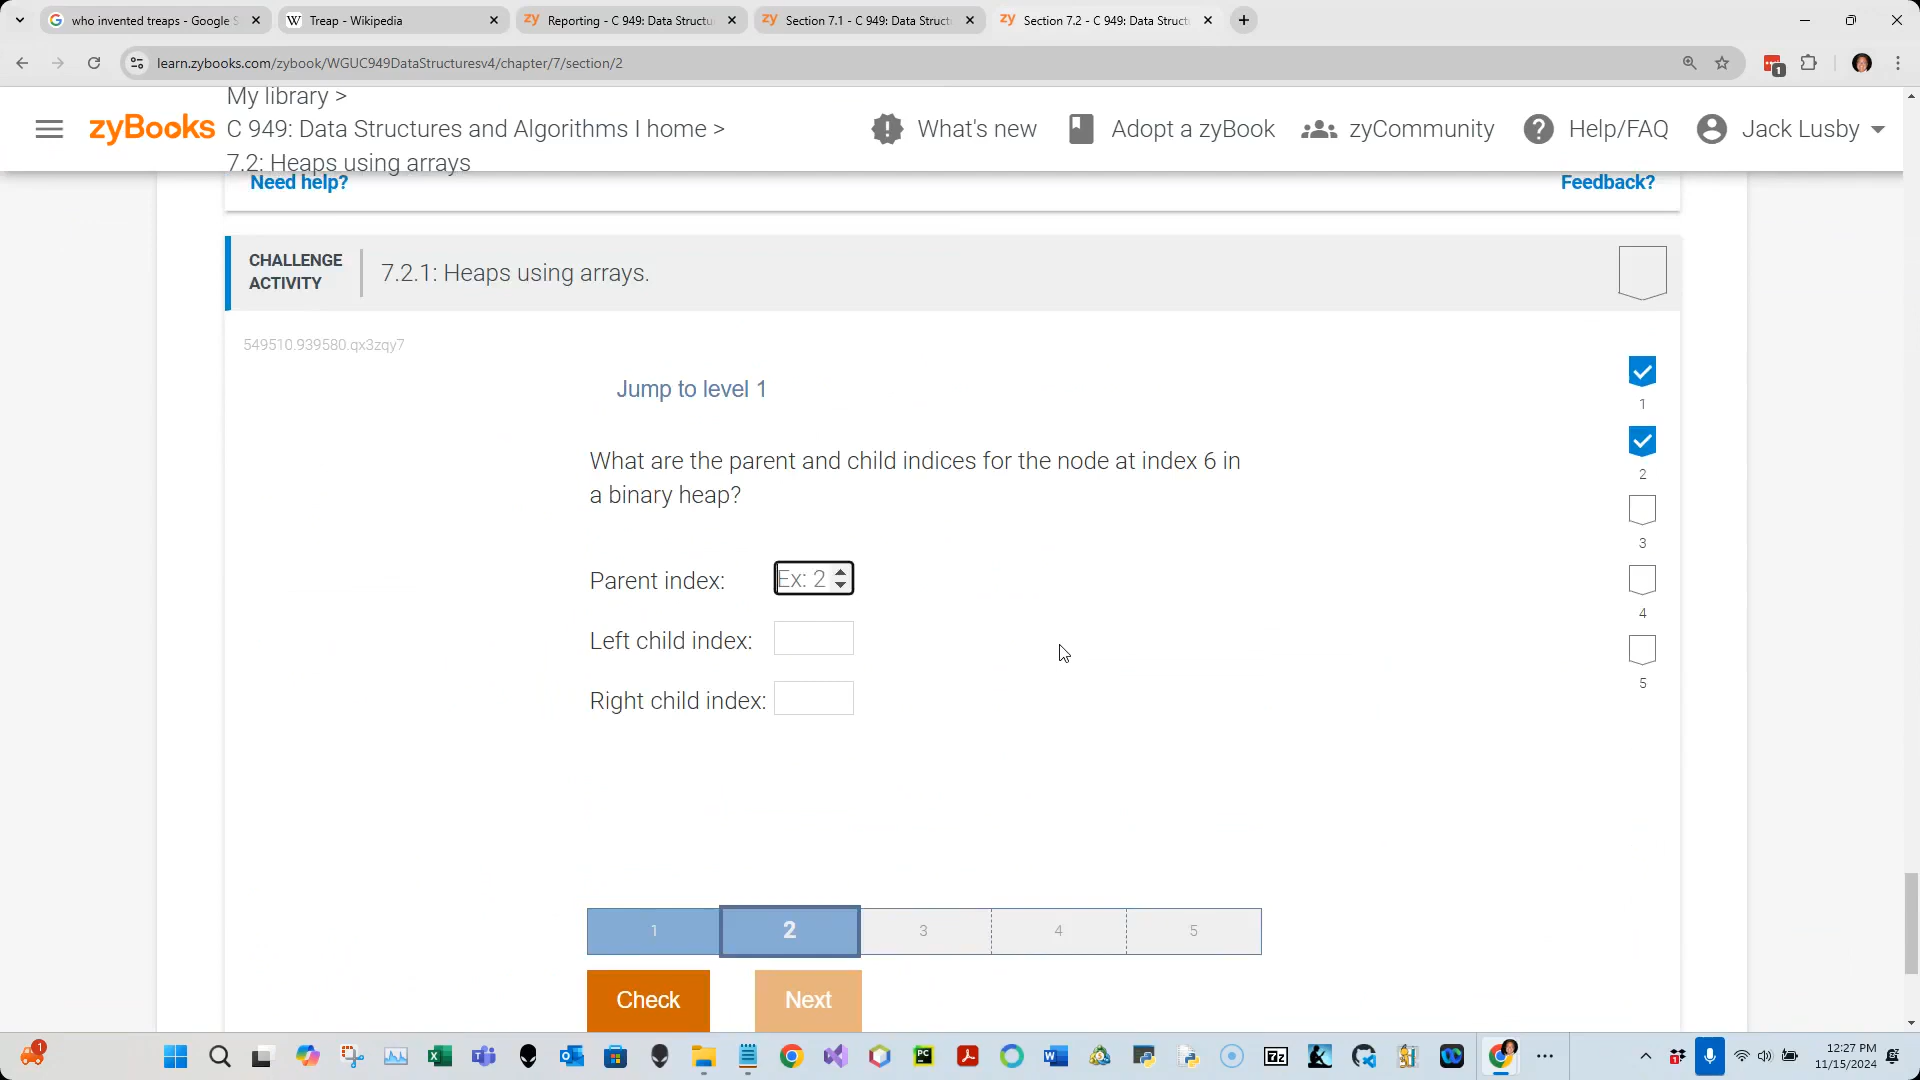 who invented treaps - Google S
Treap - Wikipedia
Reporting - C 949: Data Structu
Section 7.1 - C 949: Data Struct
Section 7.2 - C 949: Data Struct
learn.zybooks.com/zybook/WGUC949DataStructuresv4/chapter/7/section/2
1
zyBooks
My library >
C 949: Data Structures and Algorithms I home >
7.2: Heaps using arrays
What's new
Adopt a zyBook
zyCommunity
Help/FAQ
Jack Lusby
Need help?
Feedback?
CHALLENGE
ACTIVITY
7.2.1: Heaps using arrays.
549510.939580.qx3zqy7
Jump to level 1
What are the parent and child indices for the node at index 6 in
a binary heap?
Parent index:
Ex: 2
Left child index:
Right child index:
1
2
3
4
5
1
2
3
4
5
Check
Next
12:27 PM
11/15/2024